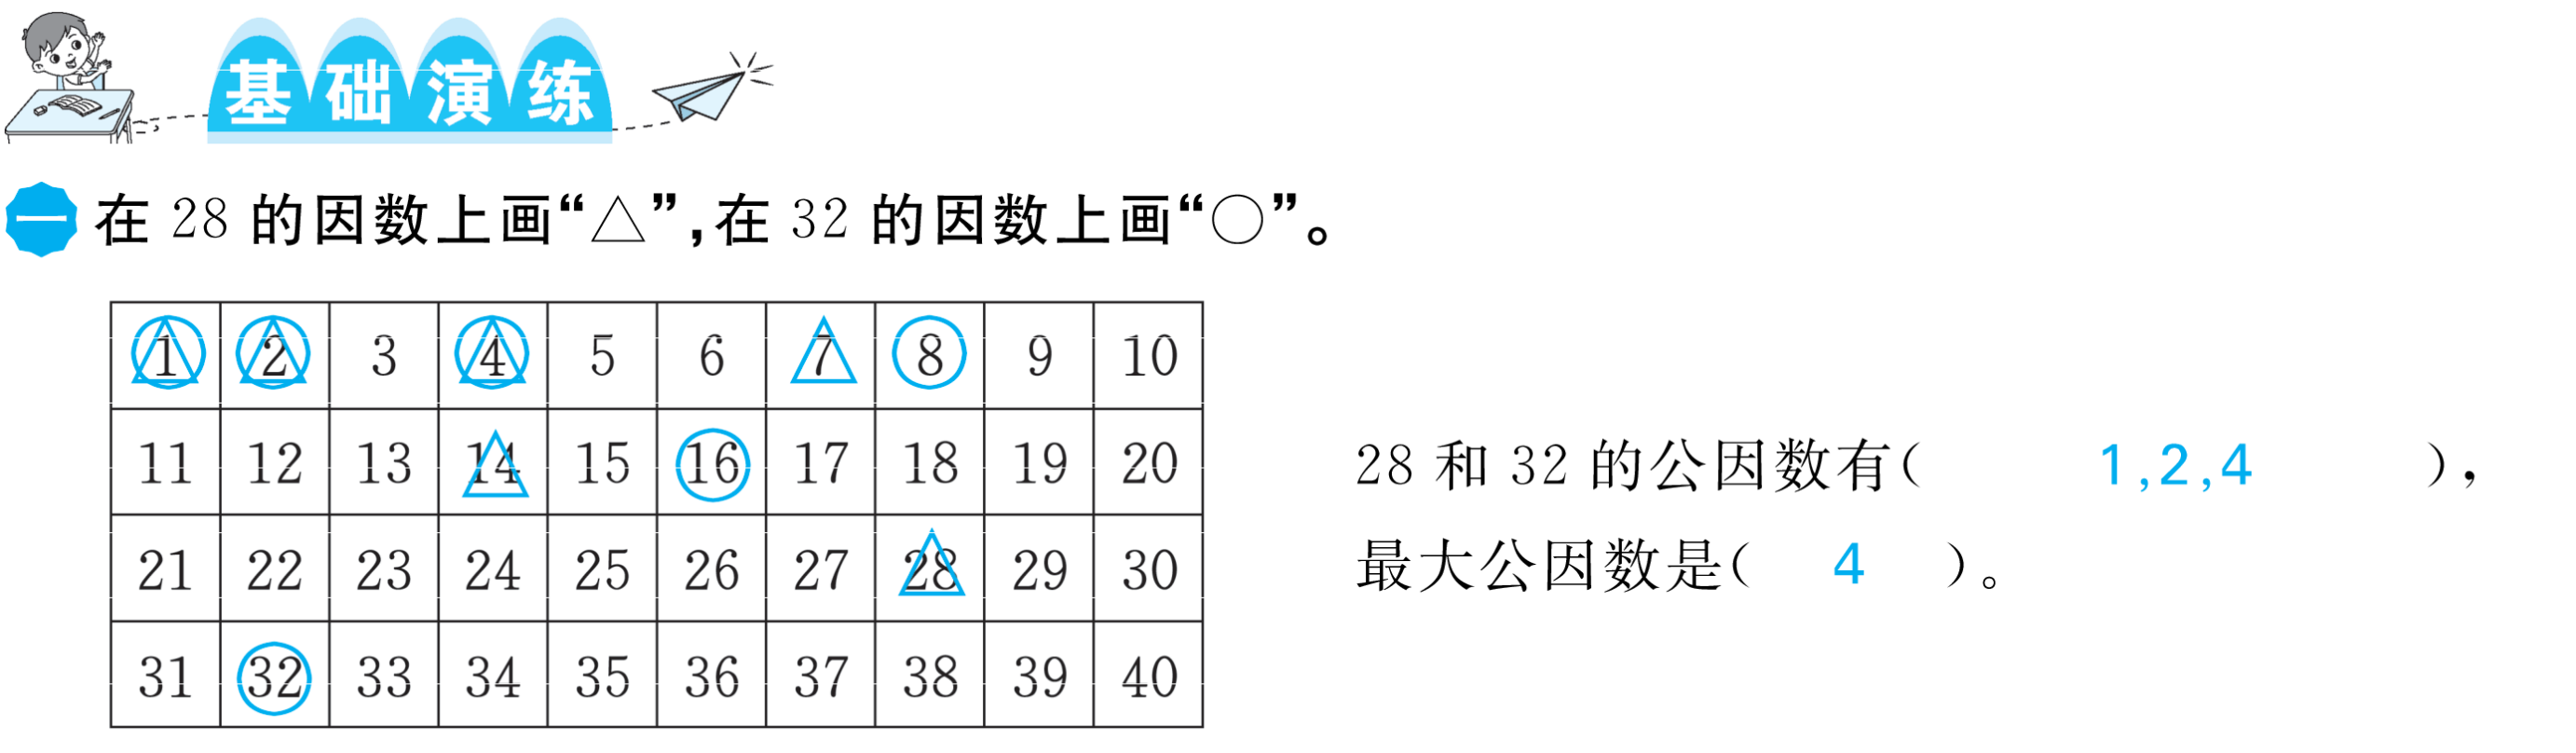 基础演练
一 在 28 的因数上画“△”,在 32 的因数上画“○”。
1 2 3 4 5 6 7 8 9 10
11 12 13 14 15 16 17 18 19 20
21 22 23 24 25 26 27 28 29 30
31 32 33 34 35 36 37 38 39 40
28 和 32 的公因数有( 1,2,4 ),
最大公因数是( 4 )。